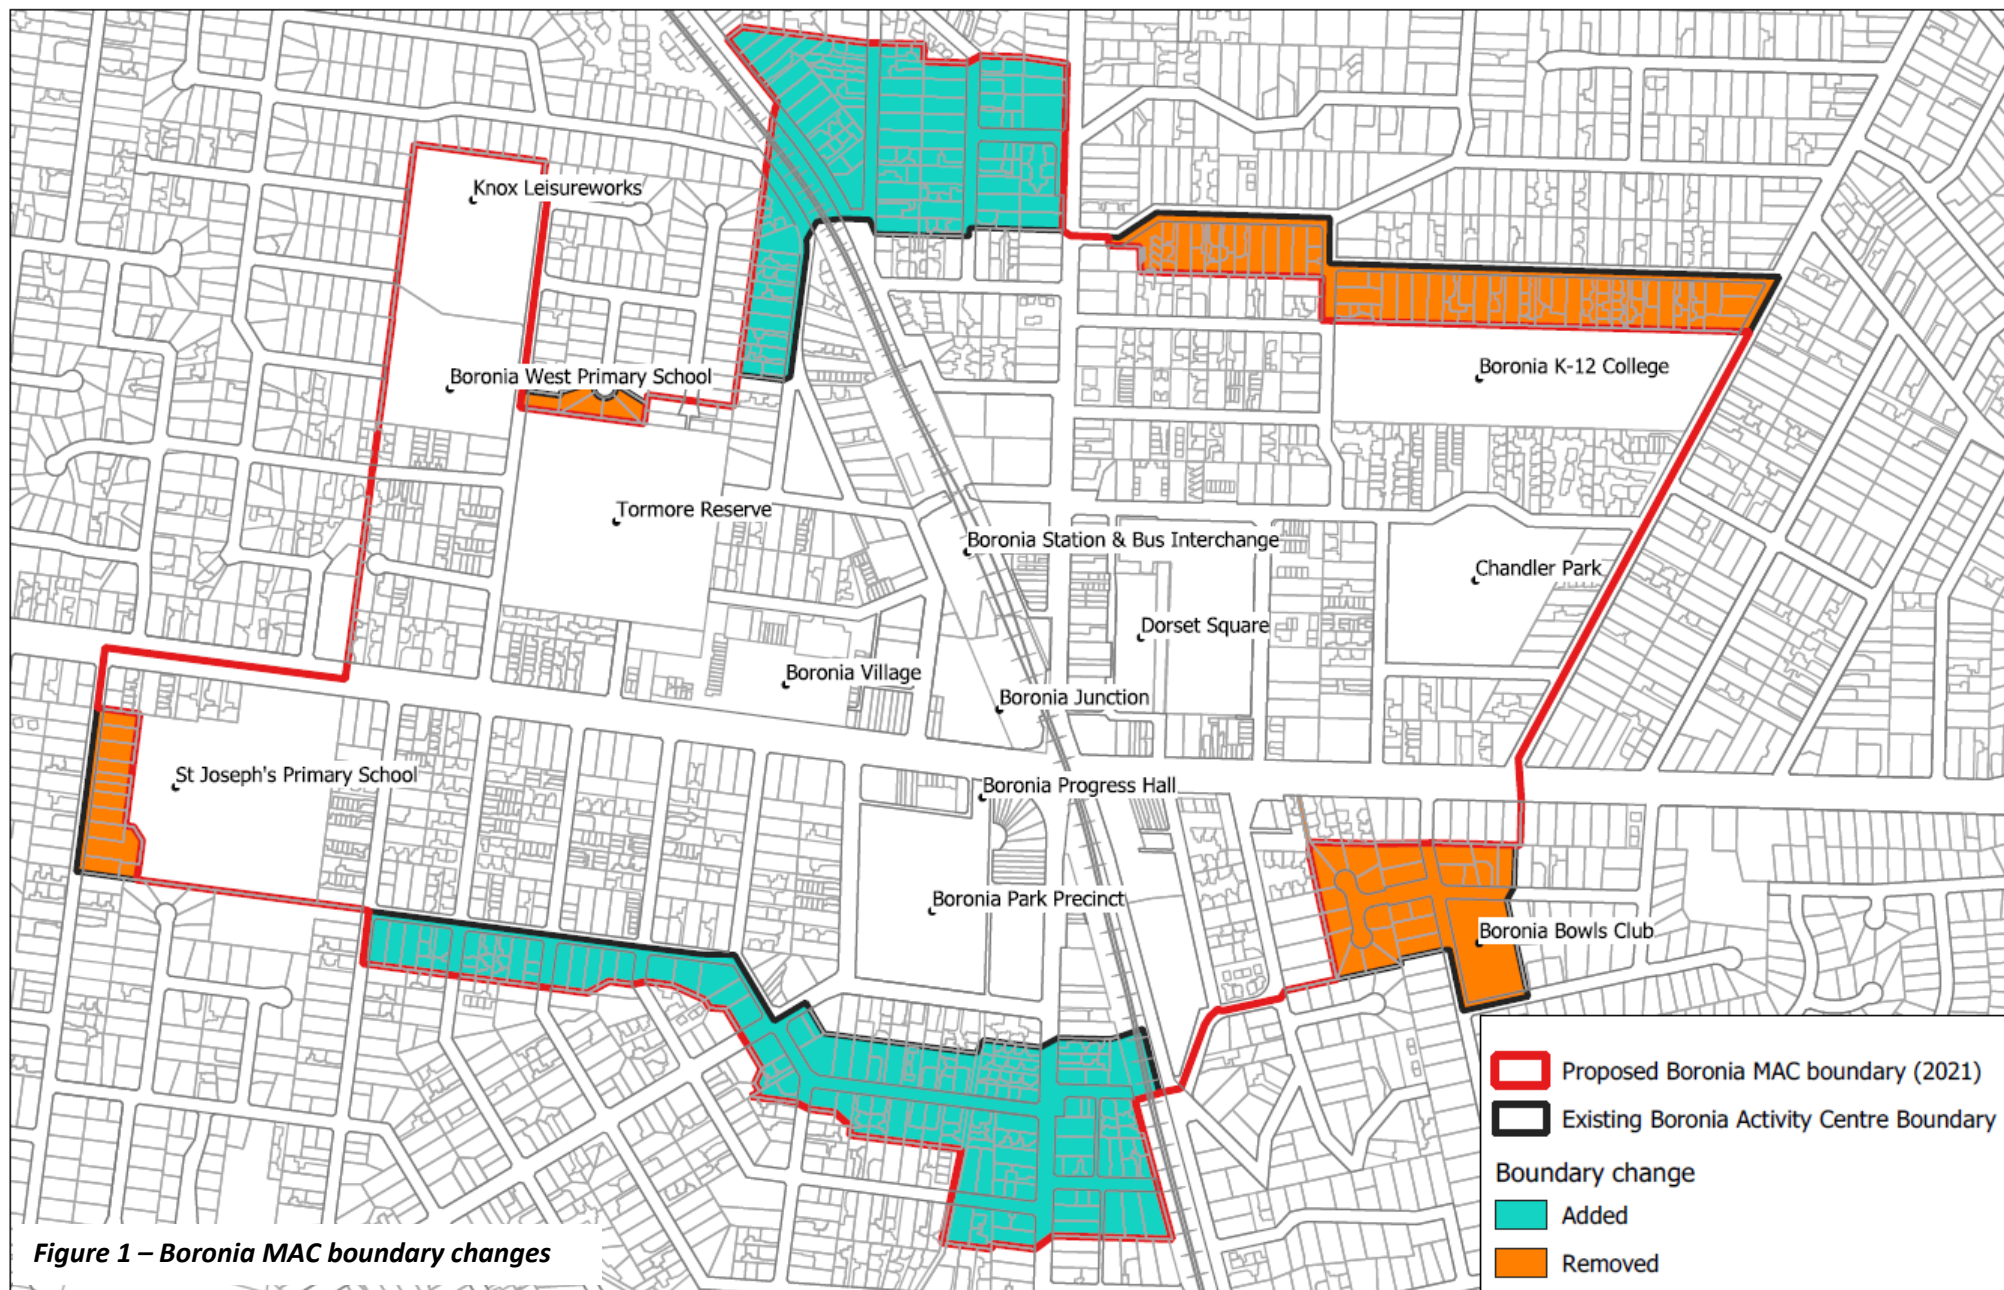 Knox Leisureworks
Boronia West Primary School
Boronia K-12 College
Tormore Reserve
Boronia Station & Bus Interchange
Chandler Park
Dorset Square
Boronia Village
Boronia Junction
St Joseph's Primary School
Boronia Progress Hall
Boronia Park Precinct
Boronia Bowls Club
Proposed Boronia MAC boundary (2021)
Existing Boronia Activity Centre Boundary
Boundary change
Added
Removed
Figure 1 – Boronia MAC boundary changes